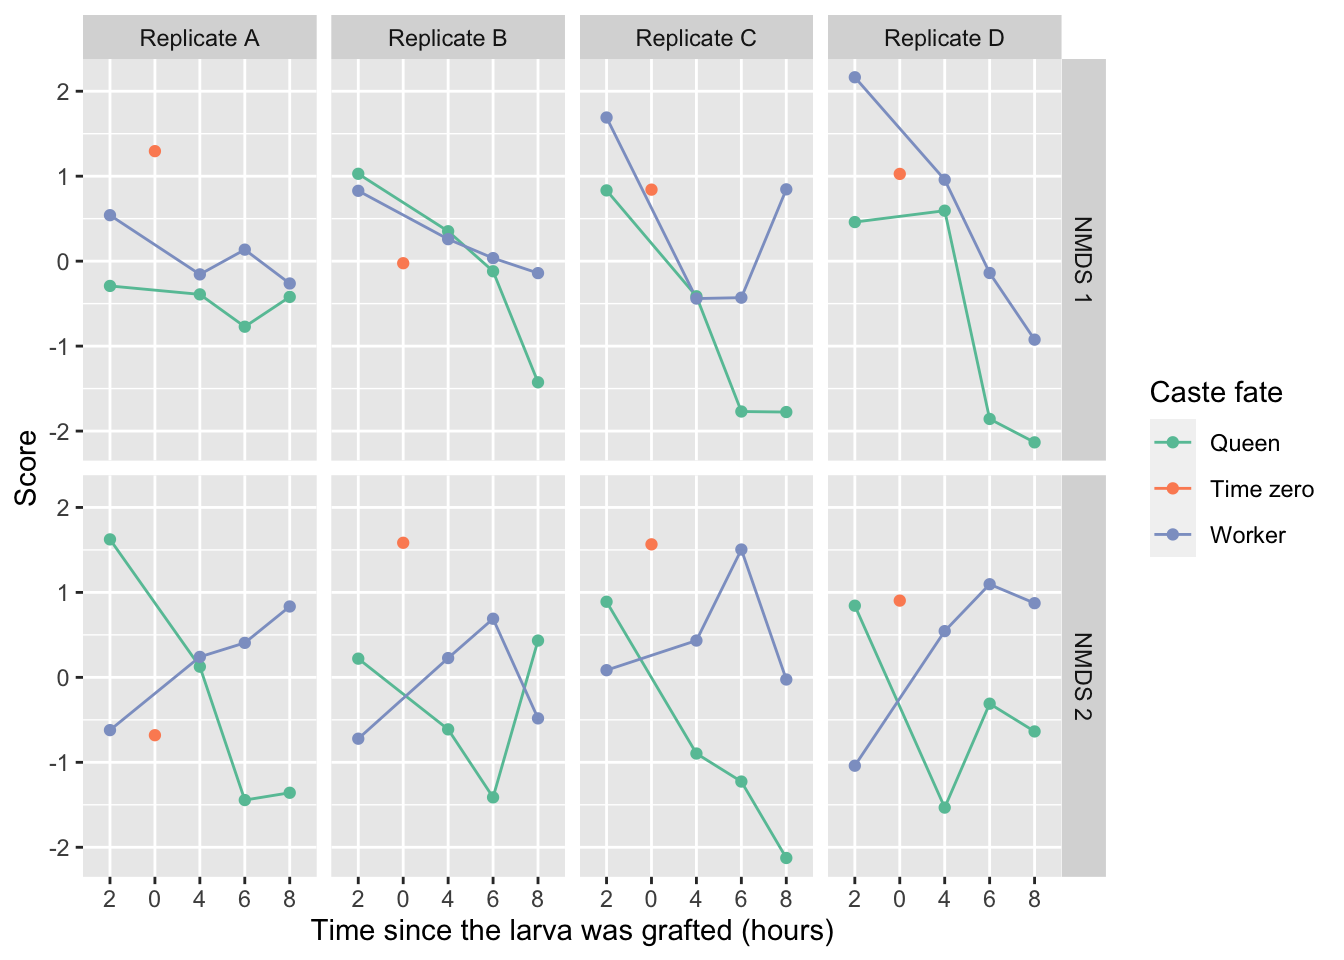 Replicate A Replicate B Replicate C Replicate D
2
1
0
-1
-2
NMDS 1
Score
2
1
0
-1
-2
NMDS 2
2 0 4 6 8 2 0 4 6 8 2 0 4 6 8 2 0 4 6 8
Time since the larva was grafted (hours)
Caste fate
Queen
Time zero
Worker